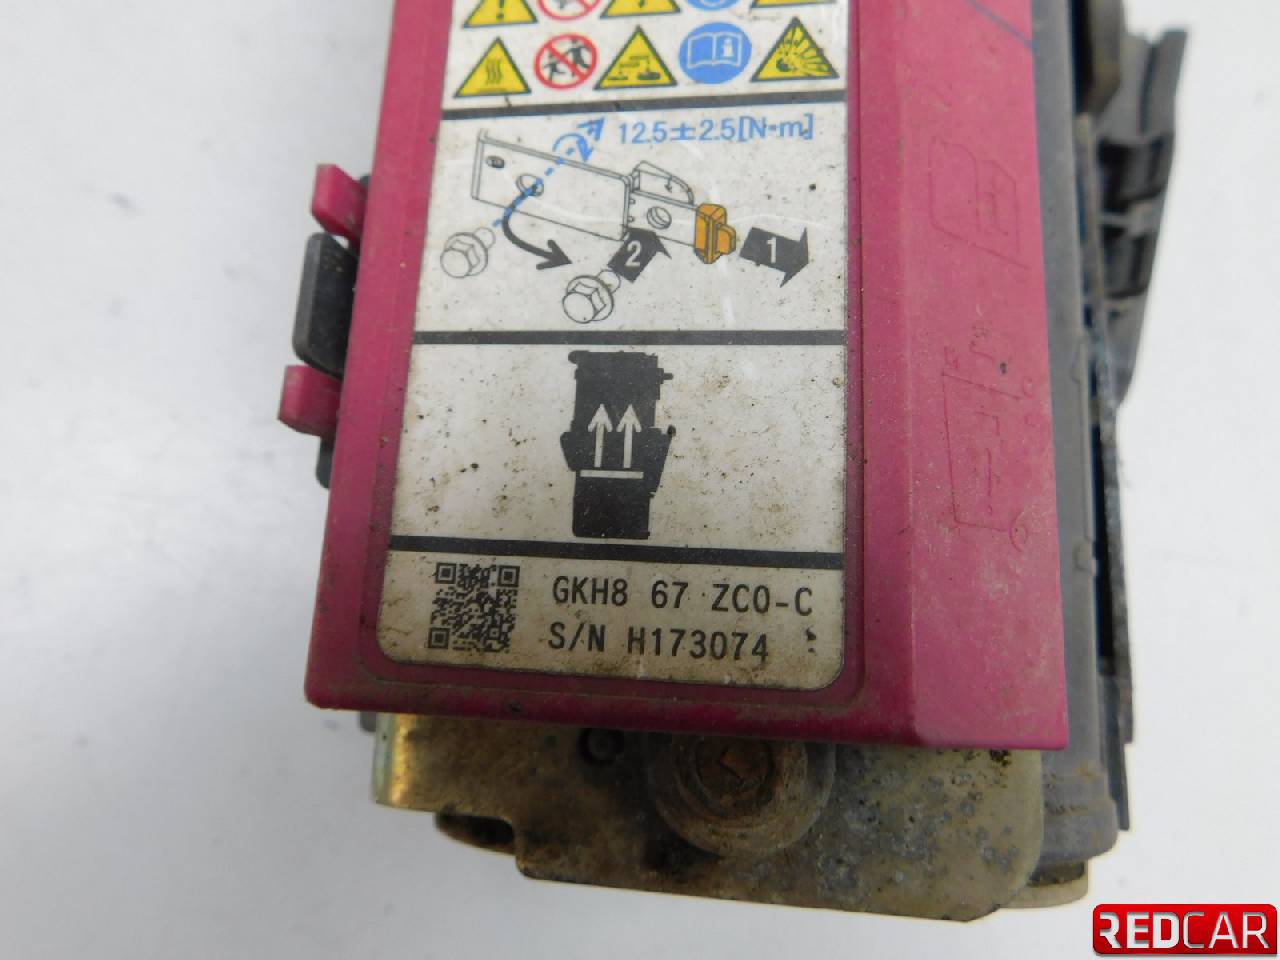 12.5±2.5[N·m]
1
2
GKH8 67 ZC0-C
S/N H173074
REDCAR